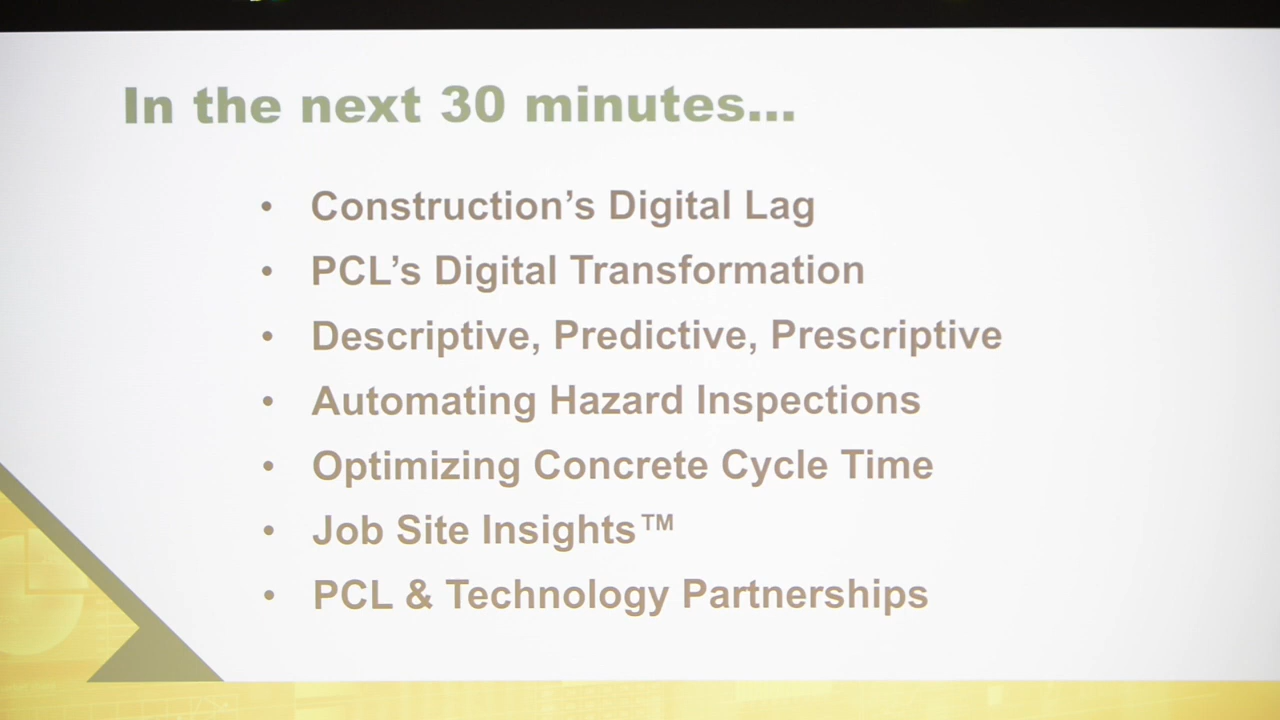 In the next 30 minutes...
• Construction’s Digital Lag
• PCL’s Digital Transformation
• Descriptive, Predictive, Prescriptive
• Automating Hazard Inspections
• Optimizing Concrete Cycle Time
• Job Site Insights™
• PCL & Technology Partnerships